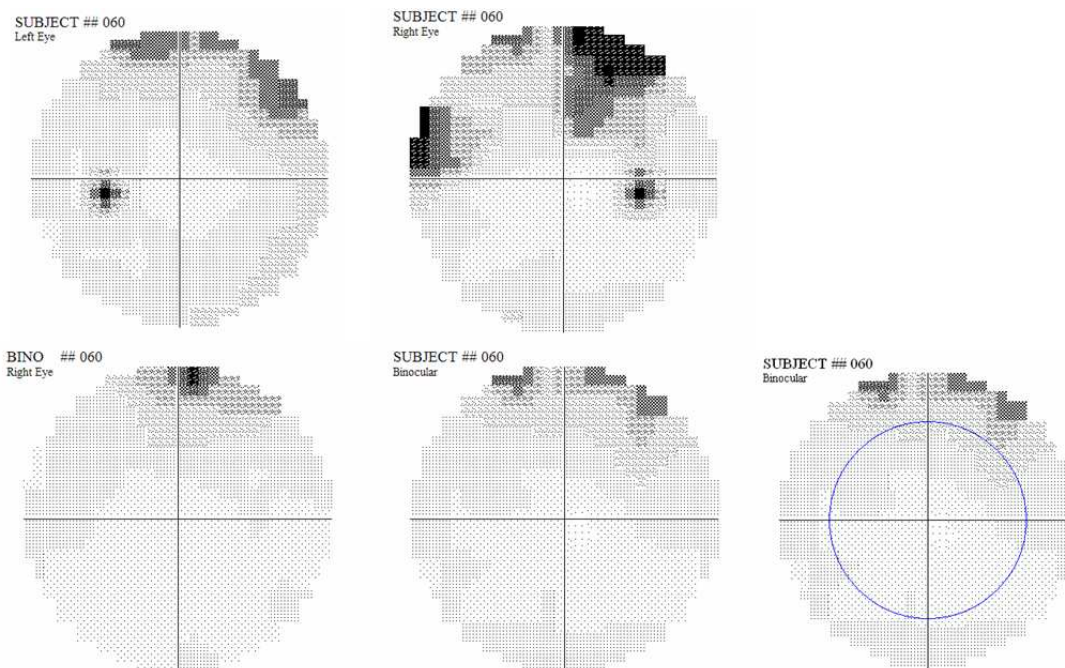 SUBJECT ## 060
Left Eye
SUBJECT ## 060
Right Eye
BINO ## 060
Right Eye
SUBJECT ## 060
Binocular
SUBJECT ## 060
Binocular